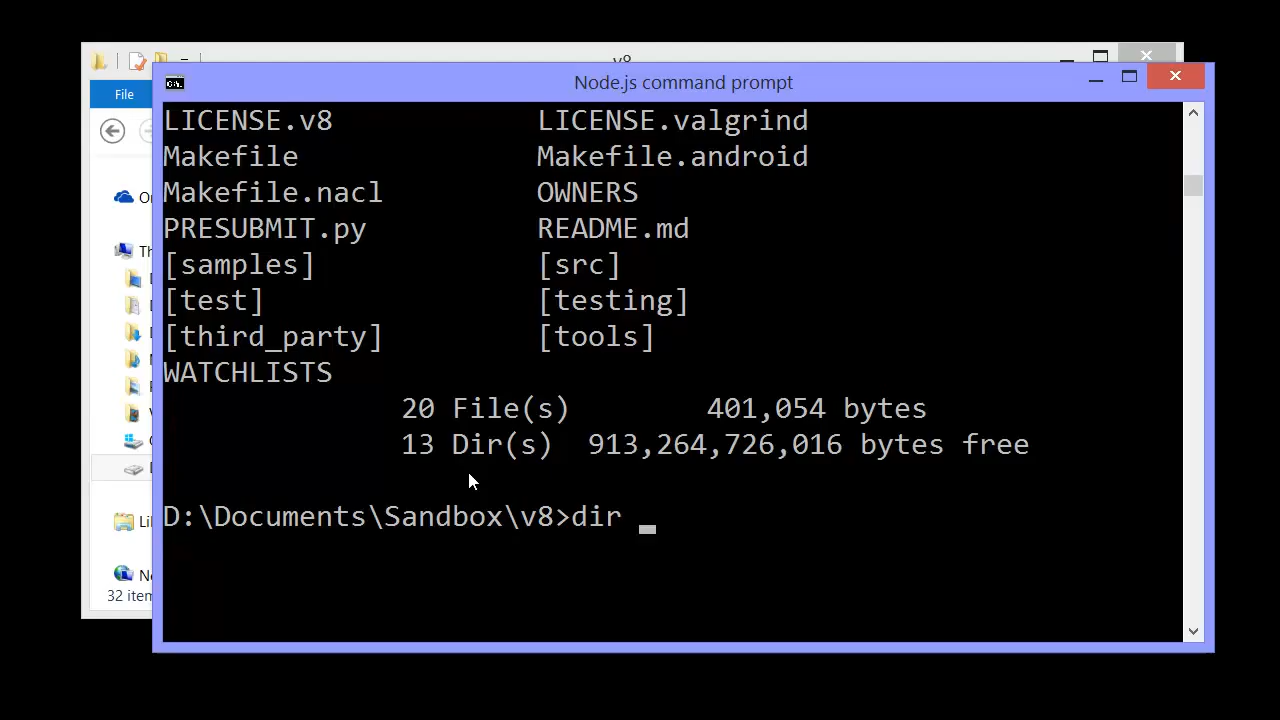 v8
Node.js command prompt
File
LICENSE.v8 LICENSE.valgrind
Makefile Makefile.android
Makefile.nacl OWNERS
PRESUBMIT.py README.md
[samples] [src]
[test] [testing]
[third_party] [tools]
WATCHLISTS
20 File(s) 401,054 bytes
13 Dir(s) 913,264,726,016 bytes free
D:\Documents\Sandbox\v8>dir
32 item